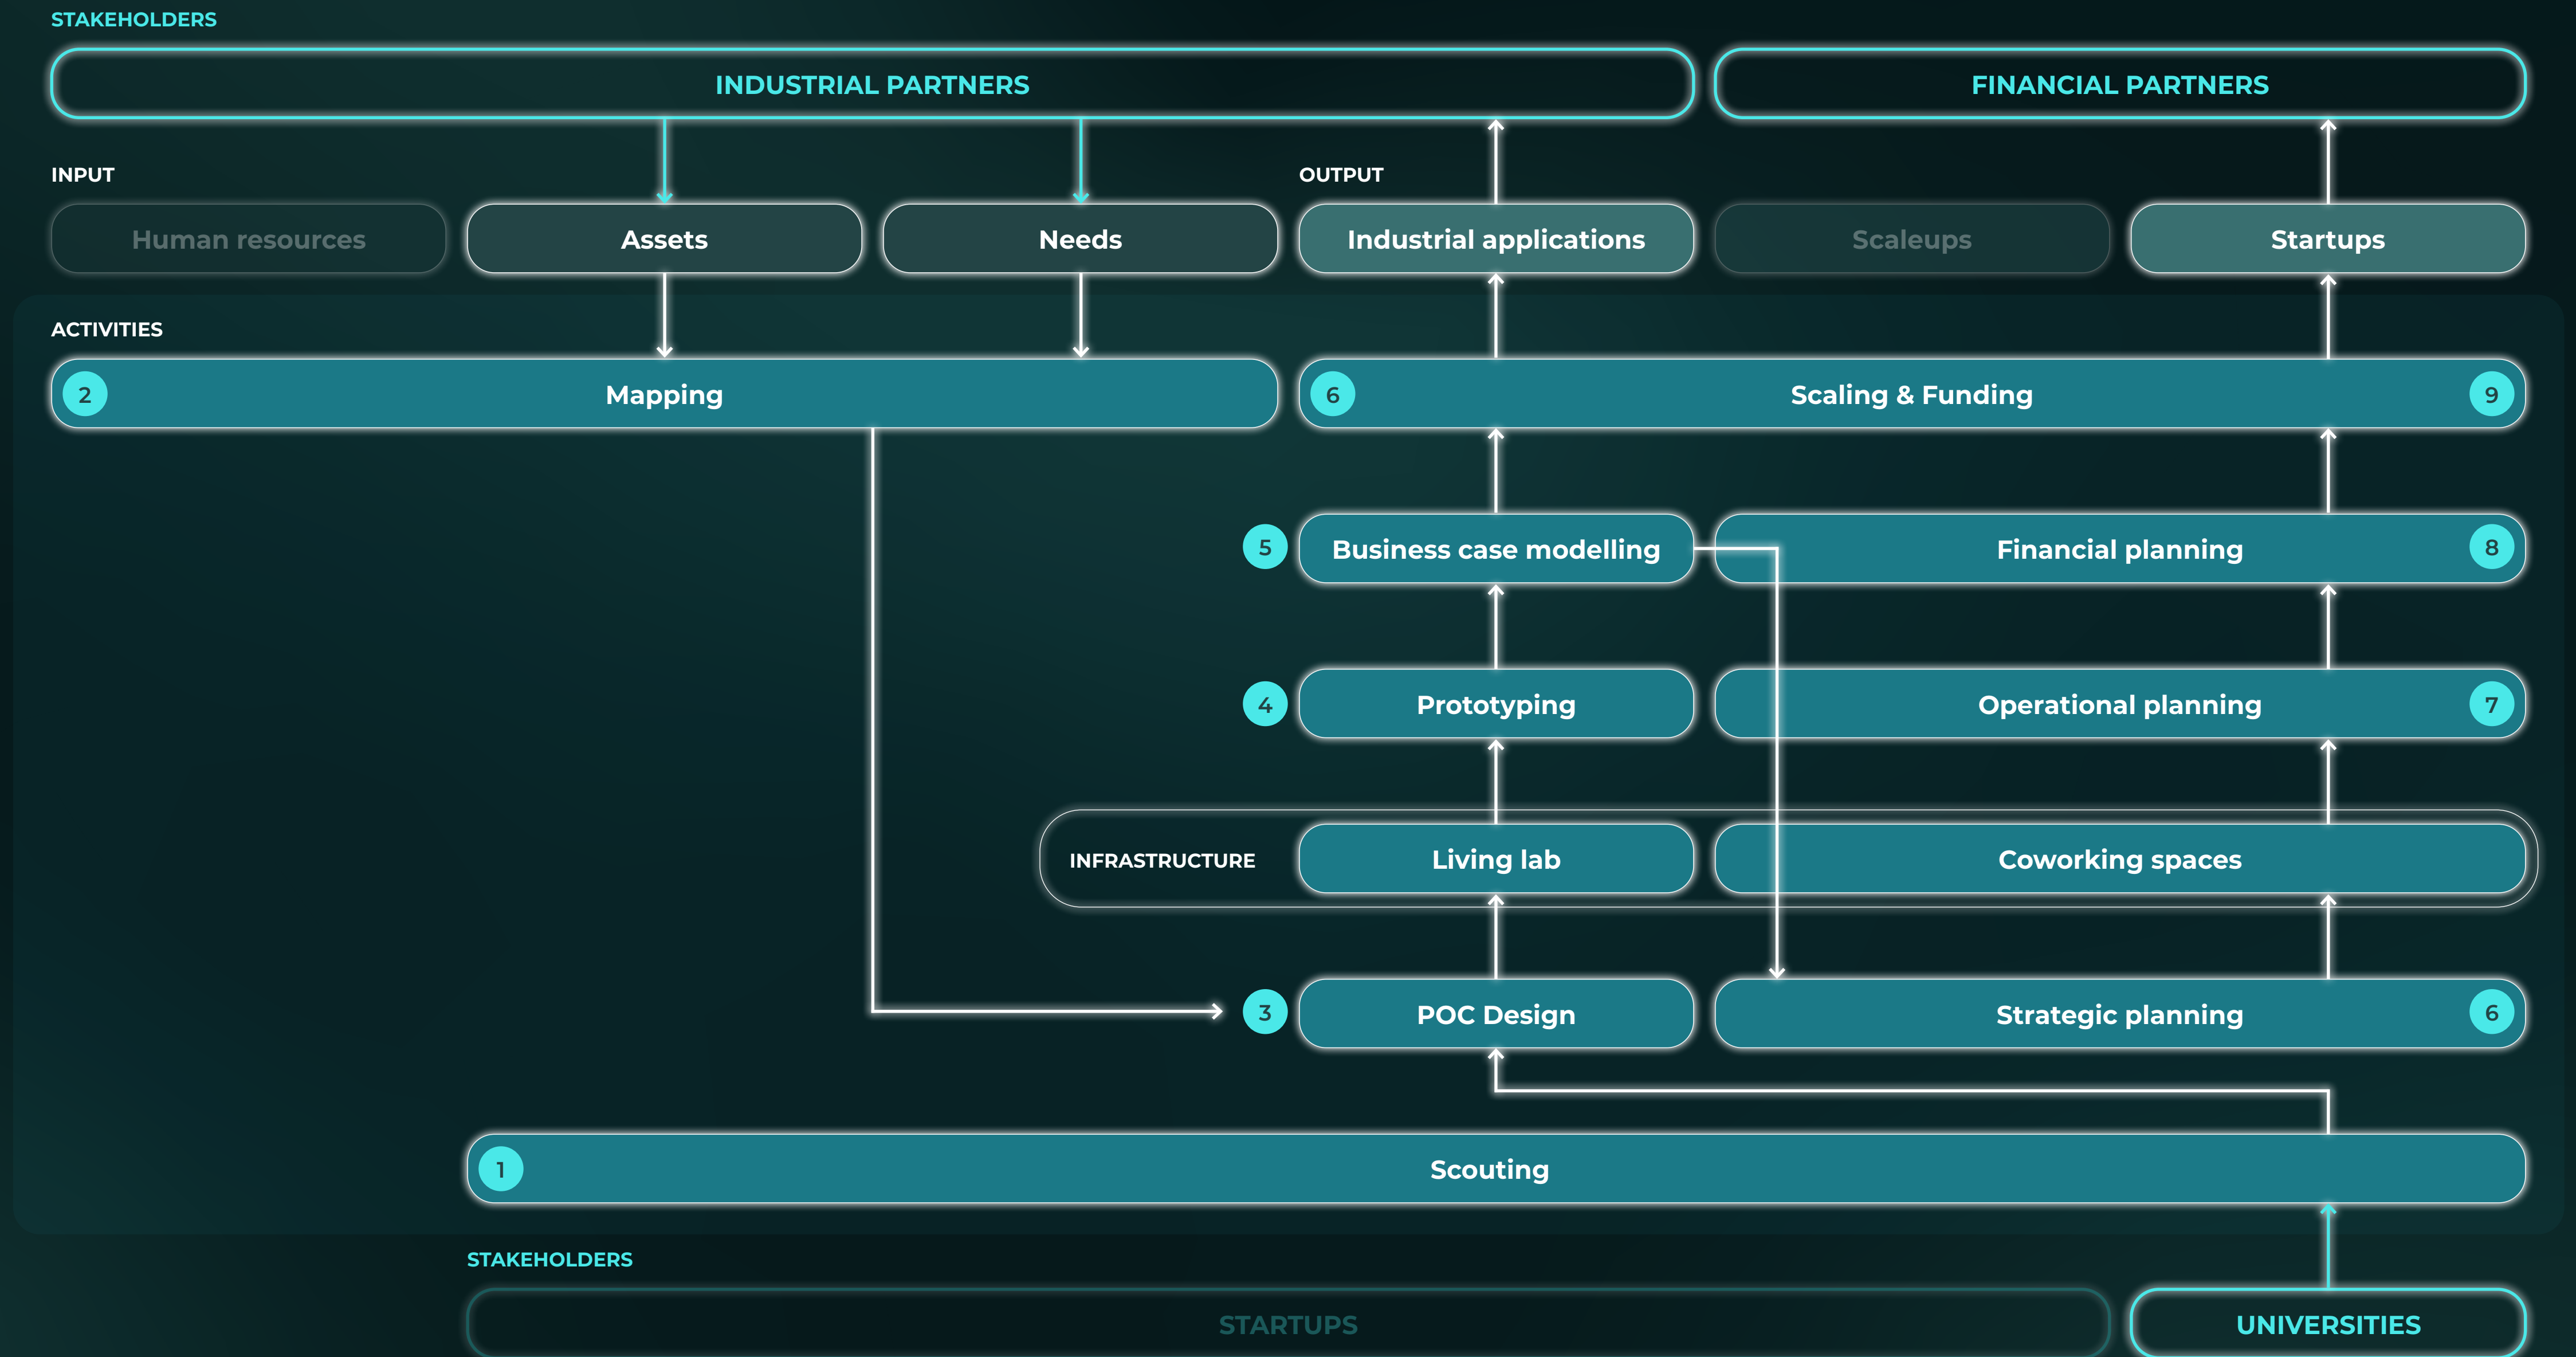 STAKEHOLDERS
INDUSTRIAL PARTNERS
FINANCIAL PARTNERS
INPUT
OUTPUT
Human resources
Assets
Needs
Industrial applications
Scaleups
Startups
ACTIVITIES
2
Mapping
6
Scaling & Funding
9
5
Business case modelling
Financial planning
8
4
Prototyping
Operational planning
7
INFRASTRUCTURE
Living lab
Coworking spaces
3
POC Design
Strategic planning
6
1
Scouting
STAKEHOLDERS
STARTUPS
UNIVERSITIES